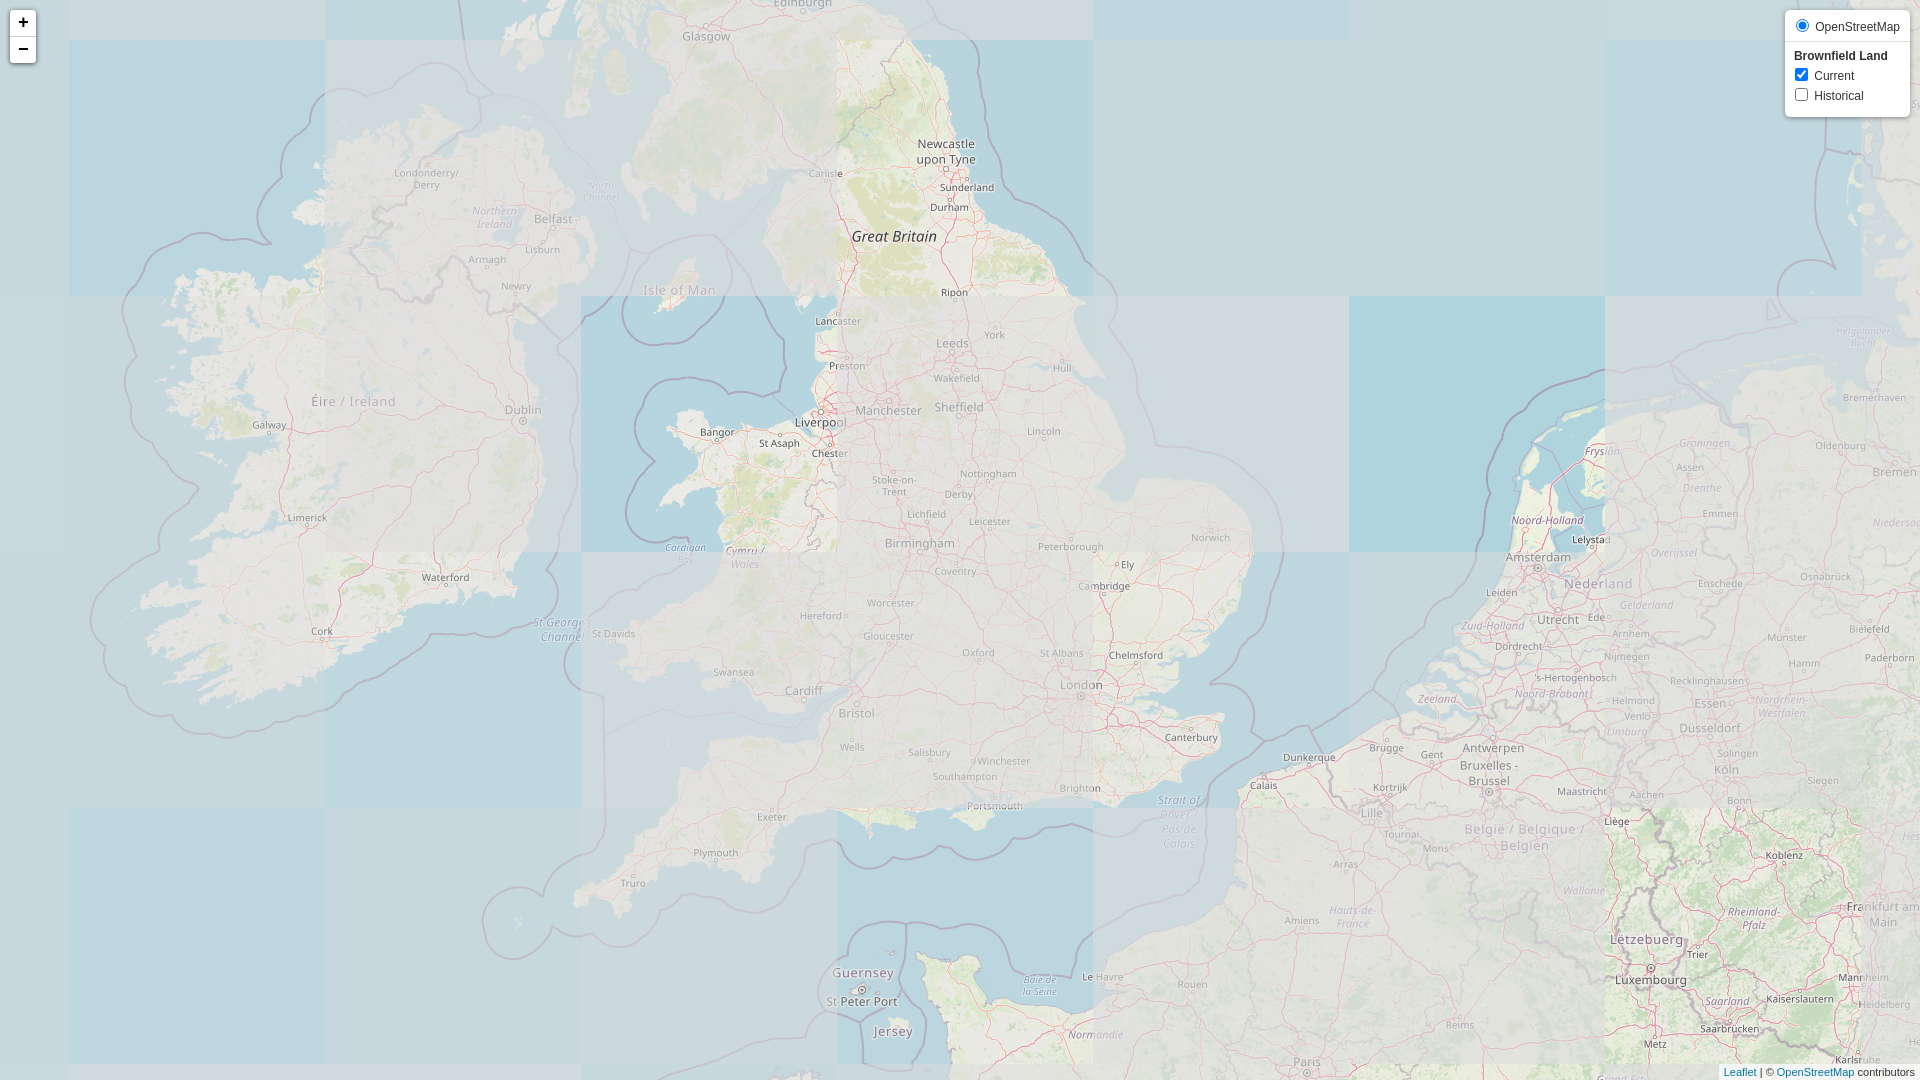 +
−
OpenStreetMap
Brownfield Land
Current
Historical
Edinburgh
Glasgow
Newcastle
upon Tyne
Londonderry/
Derry
Carlisle
North
Channel
Sunderland
Northern
Ireland
Belfast
Durham
Great Britain
Lisburn
Armagh
Newry
Isle of Man
Ripon
Lancaster
York
Leeds
Preston
Hull
Wakefield
Éire / Ireland
Dublin
Manchester
Sheffield
Galway
Liverpool
Bangor
St Asaph
Lincoln
Chester
Nottingham
Stoke-on-
Trent
Derby
Limerick
Lichfield
Leicester
Birmingham
Peterborough
Norwich
Cardigan
Bay
Cymru /
Wales
Ely
Coventry
Cambridge
Waterford
Worcester
Hereford
St George's
Channel
St Davids
Gloucester
Cork
Oxford
St Albans
Chelmsford
Swansea
London
Cardiff
Bristol
Canterbury
Wells
Salisbury
Winchester
Southampton
Brighton
Portsmouth
Strait of
Dover /
Pas de
Calais
Exeter
Plymouth
Truro
Guernsey
St Peter Port
Jersey
Baie de
la Seine
Le Havre
Rouen
Normandie
Paris
Amiens
Hauts-de-
France
Arras
Reims
Metz
Dunkerque
Calais
Brugge
Gent
Antwerpen
Bruxelles -
Brussel
Kortrijk
Lille
Tournai
Mons
België / Belgique /
Belgien
Wallonie
Liège
Maastricht
Aachen
Lëtzebuerg
Luxembourg
Trier
Saarland
Saarbrücken
Kaiserslautern
Mannheim
Heidelberg
Karlsruhe
Frankfurt am
Main
Rheinland-
Pfalz
Koblenz
Bonn
Köln
Siegen
Solingen
Düsseldorf
Essen
Recklinghausen
Nordrhein-
Westfalen
Hamm
Paderborn
Bielefeld
Münster
Osnabrück
Enschede
Overijssel
Gelderland
Arnhem
Nijmegen
Ede
Utrecht
Nederland
Amsterdam
Leiden
Zuid-Holland
Dordrecht
's-Hertogenbosch
Noord-Brabant
Zeeland
Helmond
Venlo
Limburg
Lelystad
Noord-Holland
Fryslân
Groningen
Assen
Drenthe
Emmen
Oldenburg
Bremen
Bremerhaven
Helgoländer
Bucht
Leaflet | © OpenStreetMap contributors